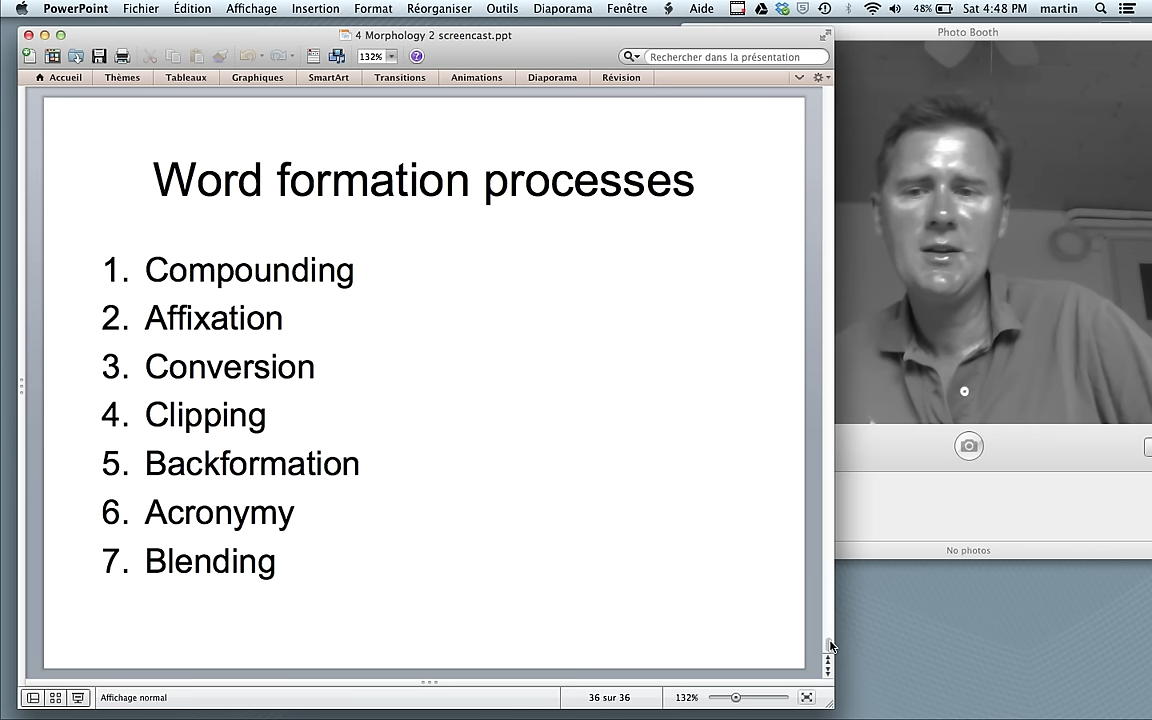 PowerPoint Fichier Édition Affichage Insertion Format Réorganiser Outils Diaporama Fenêtre Aide 48% Sat 4:48 PM martin
4 Morphology 2 screencast.ppt
Photo Booth
132% Rechercher dans la présentation
Accueil Thèmes Tableaux Graphiques SmartArt Transitions Animations Diaporama Révision
Word formation processes
1. Compounding
2. Affixation
3. Conversion
4. Clipping
5. Backformation
6. Acronymy
7. Blending
No photos
Affichage normal 36 sur 36 132%